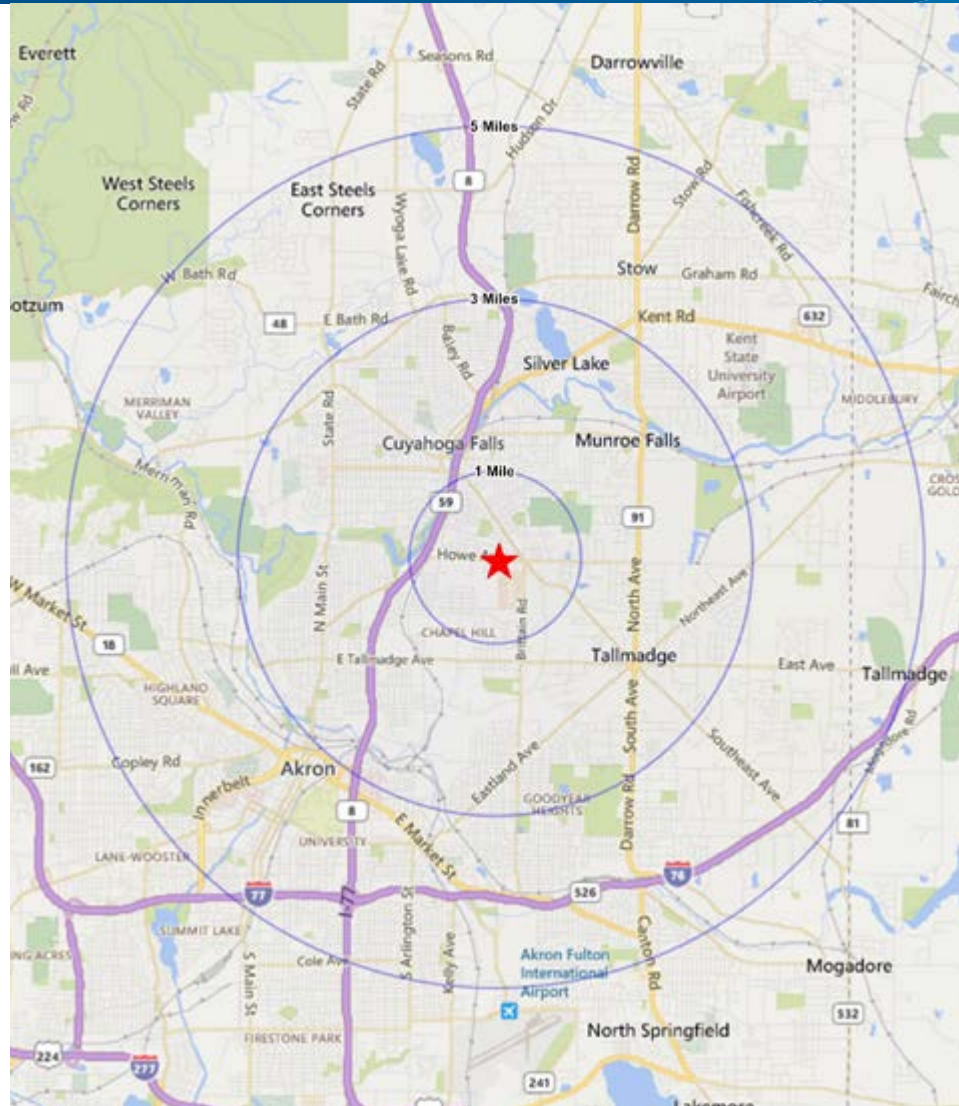 Everett
Seasons Rd
Darrowville
State Rd
Hudson Dr
5 Miles
8
West Steels
Corners
East Steels
Corners
Wyoga Lake Rd
Darrow Rd
Stow Rd
Fishcreek Rd
W Bath Rd
Stow
Graham Rd
3 Miles
48
E Bath Rd
Kent Rd
632
Bailey Rd
Kent
State
University
Airport
Silver Lake
MERRIMAN
VALLEY
MIDDLEBURY
State Rd
Cuyahoga Falls
Munroe Falls
1 Mile
Merriman Rd
59
91
Howe
N Main St
North Ave
Northeast Ave
W Market St
18
CHAPEL HILL
Brittain Rd
E Tallmadge Ave
Tallmadge
East Ave
Tallmadge
HIGHLAND
SQUARE
South Ave
Southeast Ave
162
Copley Rd
Akron
Innerbelt
Eastland Ave
GOODYEAR
HEIGHTS
Darrow Rd
8
E Market St
UNIVERSITY
81
LANE-WOOSTER
76
77
I-77
526
S Arlington St
SUMMIT LAKE
Canton Rd
Cole Ave
Kelly Ave
S Main St
Akron Fulton
International
Airport
Mogadore
532
FIRESTONE PARK
North Springfield
224
277
241
Lakemore